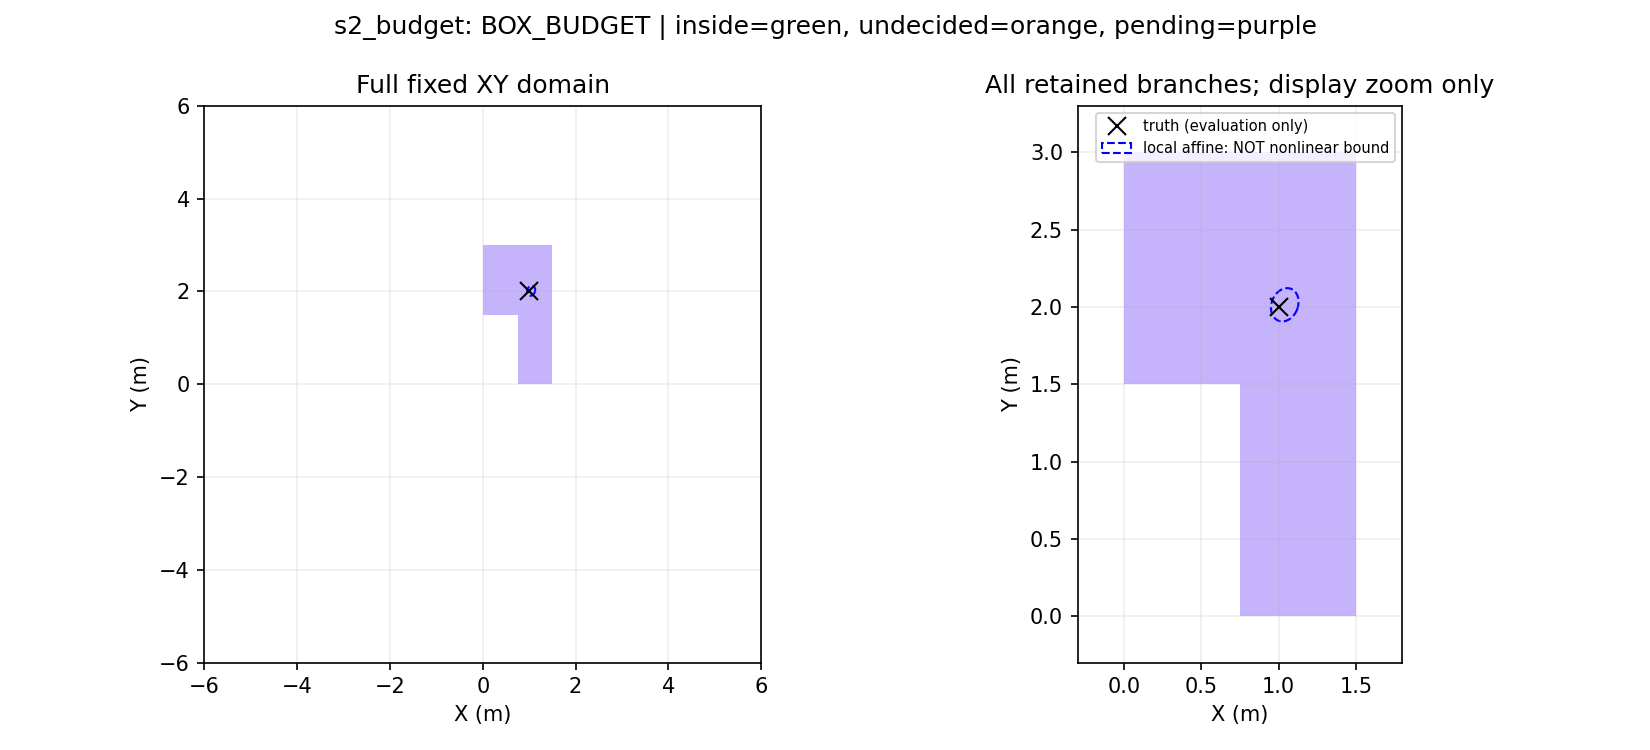 s2_budget: BOX_BUDGET | inside=green, undecided=orange, pending=purple
Full fixed XY domain
6
4
2
0
−2
−4
−6
Y (m)
−6 −4 −2 0 2 4 6
X (m)
All retained branches; display zoom only
truth (evaluation only)
local affine: NOT nonlinear bound
3.0
2.5
2.0
1.5
1.0
0.5
0.0
Y (m)
0.0 0.5 1.0 1.5
X (m)